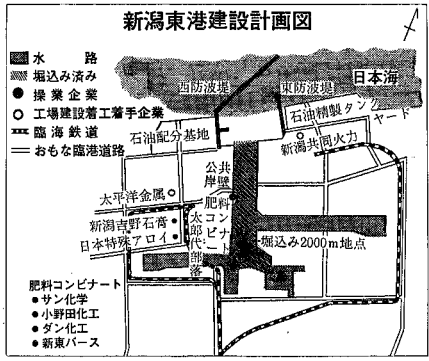 新潟東港建設計画図
水路
堀込み済み
操業企業
工場建設着工着手企業
臨海鉄道
おもな臨港道路
西防波堤
東防波堤
日本海
石油配分基地
石油精製タンクヤード
新潟共同火力
公共岸壁
太平洋金属
新潟吉野石膏
日本特殊アロイ
肥料コンビナート
太郎代部落
堀込み2000m地点
肥料コンビナート
サン化学
小野田化工
ダン化工
新東バース